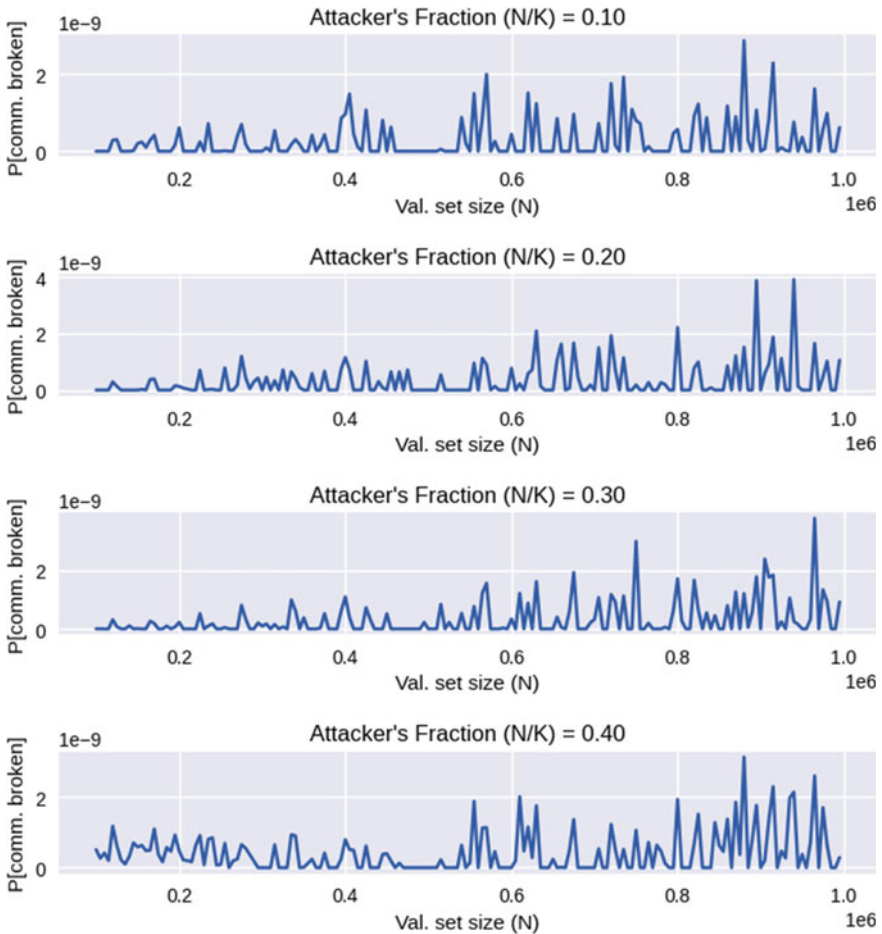 Attacker's Fraction (N/K) = 0.10
1e−9
P[comm. broken]
2
0
0.2 0.4 0.6 0.8 1.0
Val. set size (N)
1e6
Attacker's Fraction (N/K) = 0.20
1e−9
P[comm. broken]
4
2
0
0.2 0.4 0.6 0.8 1.0
Val. set size (N)
1e6
Attacker's Fraction (N/K) = 0.30
1e−9
P[comm. broken]
2
0
0.2 0.4 0.6 0.8 1.0
Val. set size (N)
1e6
Attacker's Fraction (N/K) = 0.40
1e−9
P[comm. broken]
2
0
0.2 0.4 0.6 0.8 1.0
Val. set size (N)
1e6